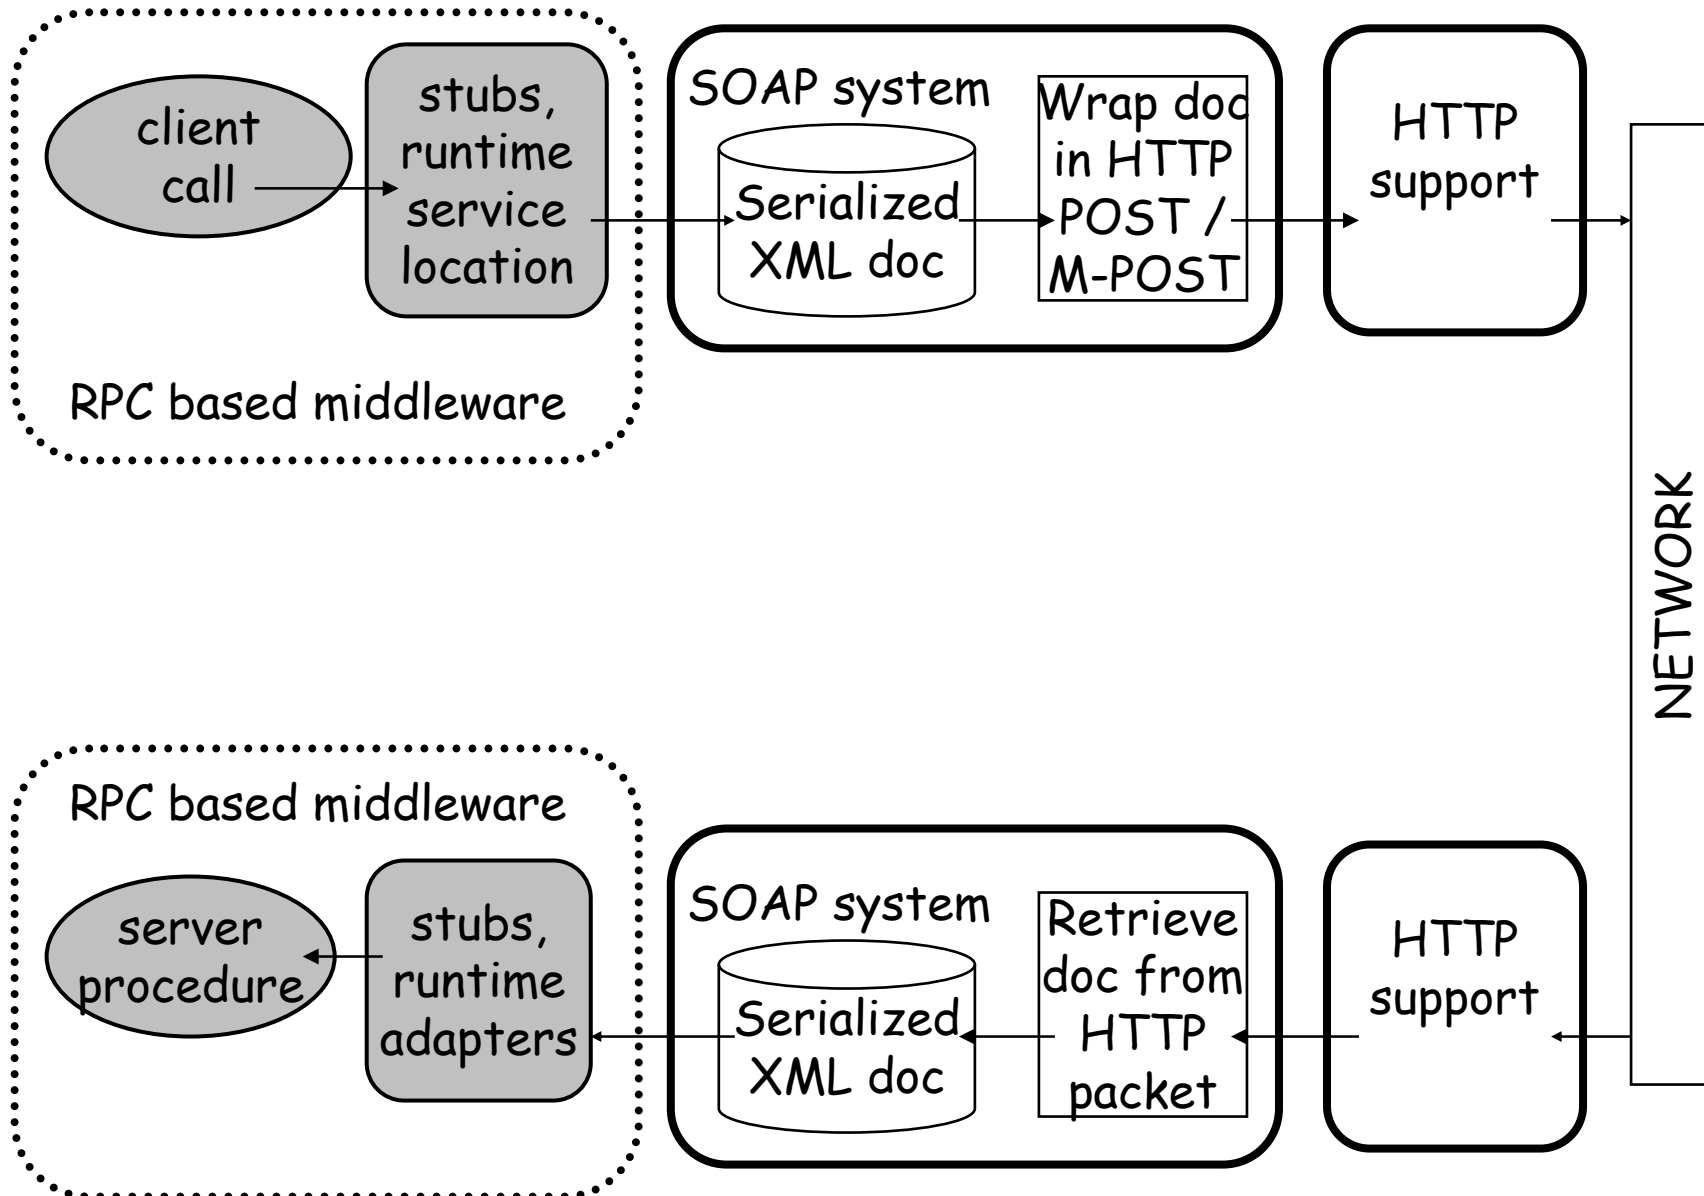 client
call
stubs,
runtime
service
location
RPC based middleware
SOAP system
Serialized
XML doc
Wrap doc
in HTTP
POST /
M-POST
HTTP
support
NETWORK
RPC based middleware
server
procedure
stubs,
runtime
adapters
SOAP system
Serialized
XML doc
Retrieve
doc from
HTTP
packet
HTTP
support